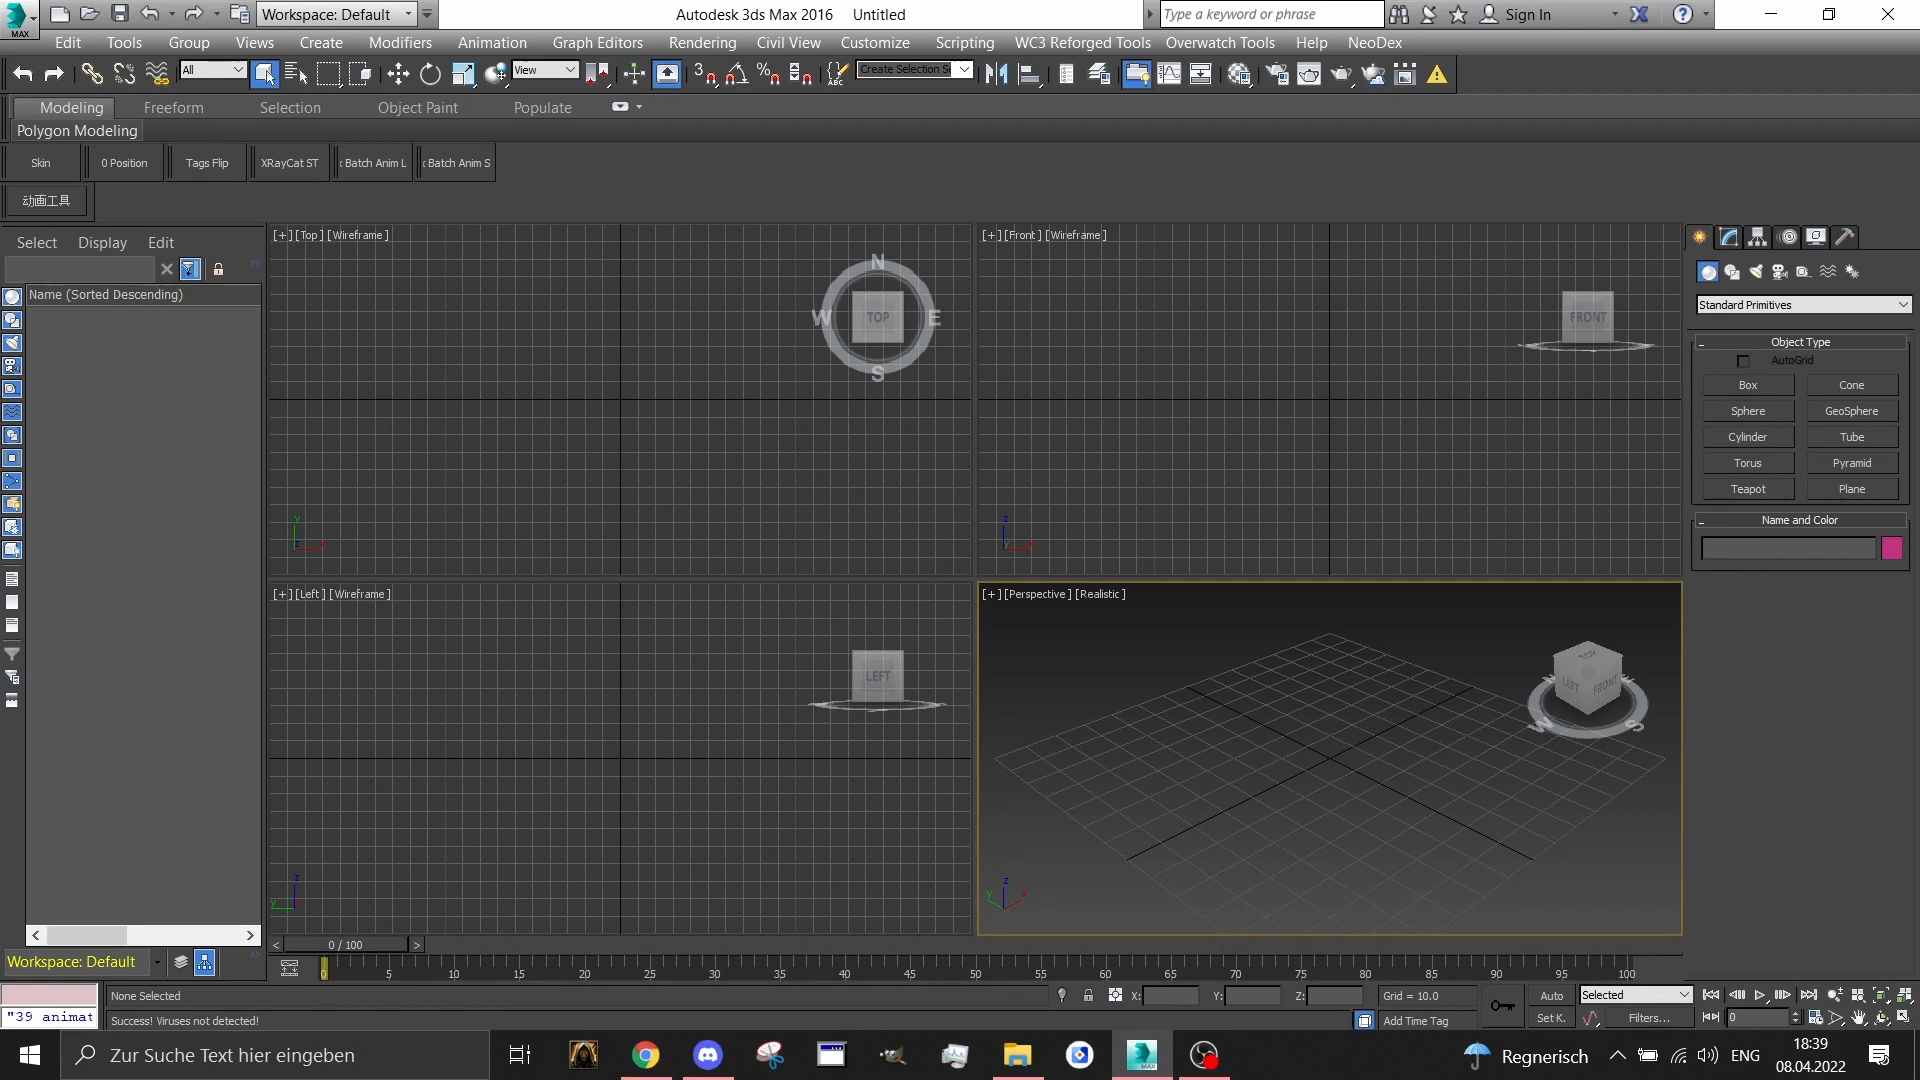 Workspace: Default
Autodesk 3ds Max 2016 Untitled
Type a keyword or phrase
Sign In
MAX
Edit Tools Group Views Create Modifiers Animation Graph Editors Rendering Civil View Customize Scripting WC3 Reforged Tools Overwatch Tools Help NeoDex
All
View
3
ABC
Create Selection Se
Modeling Freeform Selection Object Paint Populate
Polygon Modeling
Skin 0 Position Tags Flip XRayCat ST Batch Anim L Batch Anim S
动画工具
Select Display Edit
Name (Sorted Descending)
[+] [Top] [Wireframe]
N
W TOP E
S
y
z x
[+] [Front] [Wireframe]
FRONT
z
y x
[+] [Left] [Wireframe]
LEFT
z
y
[+] [Perspective] [Realistic]
TOP
LEFT FRONT
W S
z
y x
Standard Primitives
Object Type
AutoGrid
Box Cone
Sphere GeoSphere
Cylinder Tube
Torus Pyramid
Teapot Plane
Name and Color
< 0 / 100 >
Workspace: Default
0 5 10 15 20 25 30 35 40 45 50 55 60 65 70 75 80 85 90 95 100
None Selected
X: Y: Z: Grid = 10.0
Auto Selected
"39 animat
Success! Viruses not detected!
Add Time Tag
Set K. Filters...
0
Zur Suche Text hier eingeben
MAX
Regnerisch
ENG
18:39
08.04.2022